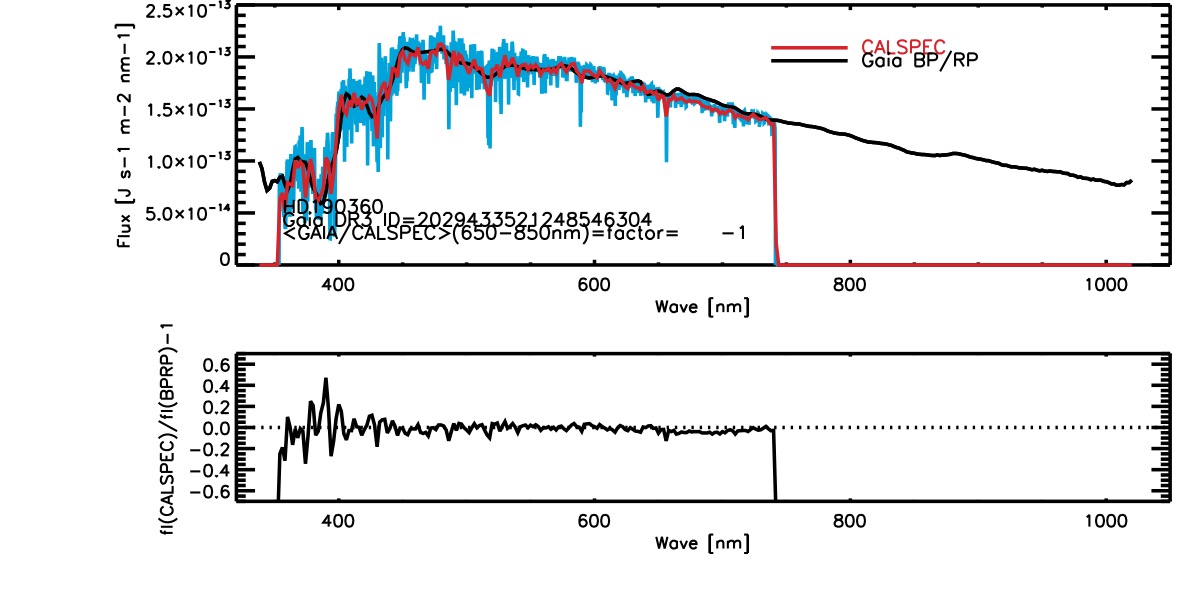 2.5×10−13
2.0×10−13
1.5×10−13
1.0×10−13
5.0×10−14
0
Flux [J s−1 m−2 nm−1]
CALSPEC
Gaia BP/RP
HD190360
Gaia DR3 ID=2029433521248546304
<GAIA/CALSPEC>(650−850nm)=factor= −1
400 600 800 1000
Wave [nm]
0.6
0.4
0.2
0.0
−0.2
−0.4
−0.6
fl(CALSPEC)/fl(BPRP)−1
400 600 800 1000
Wave [nm]